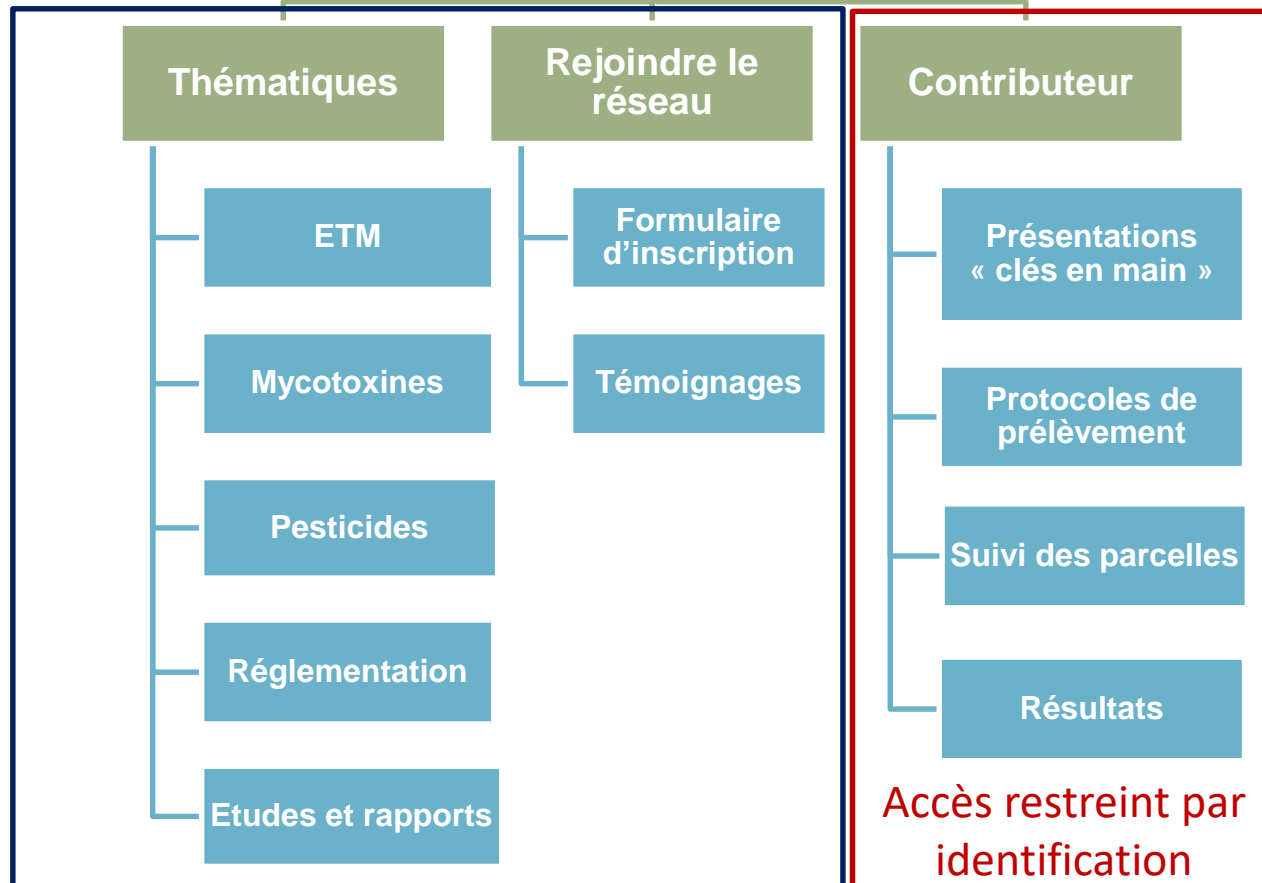 Thématiques
ETM
Mycotoxines
Pesticides
Réglementation
Etudes et rapports
Rejoindre le
réseau
Formulaire
d’inscription
Témoignages
Contributeur
Présentations
« clés en main »
Protocoles de
prélèvement
Suivi des parcelles
Résultats
Accès restreint par
identification